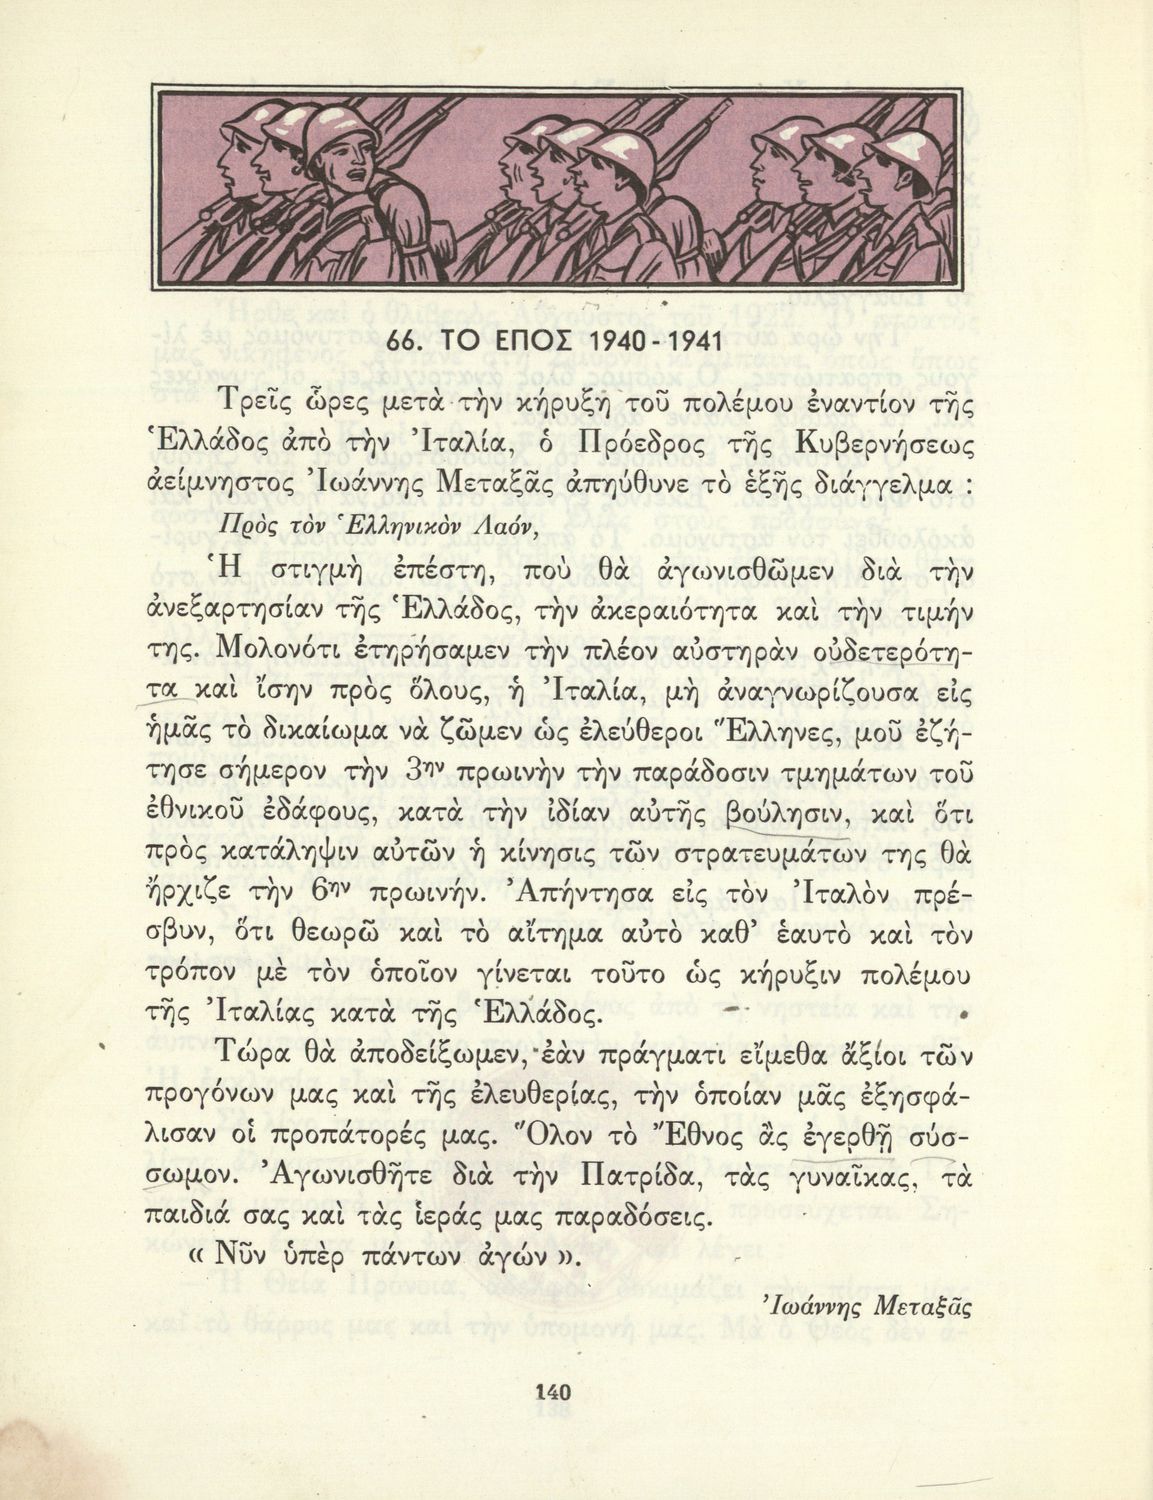 66. ΤΟ ΕΠΟΣ 1940-1941
Τρεῖς ὧρες μετὰ τὴν κήρυξη τοῦ πολέμου ἐναντίον τῆς
Ἑλλάδος ἀπὸ τὴν Ἰταλία, ὁ Πρόεδρος τῆς Κυβερνήσεως
ἀείμνηστος Ἰωάννης Μεταξᾶς ἀπηύθυνε τὸ ἑξῆς διάγγελμα :
Πρὸς τὸν Ἑλληνικὸν Λαόν,
Ἡ στιγμὴ ἐπέστη, ποὺ θὰ ἀγωνισθῶμεν διὰ τὴν
ἀνεξαρτησίαν τῆς Ἑλλάδος, τὴν ἀκεραιότητα καὶ τὴν τιμήν
της. Μολονότι ἐτηρήσαμεν τὴν πλέον αὐστηρὰν οὐδετερότη-
τα καὶ ἴσην πρὸς ὅλους, ἡ Ἰταλία, μὴ ἀναγνωρίζουσα εἰς
ἡμᾶς τὸ δικαίωμα νὰ ζῶμεν ὡς ἐλεύθεροι Ἕλληνες, μοῦ ἐζή-
τησε σήμερον τὴν 3ην πρωινὴν τὴν παράδοσιν τμημάτων τοῦ
ἐθνικοῦ ἐδάφους, κατὰ τὴν ἰδίαν αὐτῆς βούλησιν, καὶ ὅτι
πρὸς κατάληψιν αὐτῶν ἡ κίνησις τῶν στρατευμάτων της θὰ
ἤρχιζε τὴν 6ην πρωινήν. Ἀπήντησα εἰς τὸν Ἰταλὸν πρέ-
σβυν, ὅτι θεωρῶ καὶ τὸ αἴτημα αὐτὸ καθ' ἑαυτὸ καὶ τὸν
τρόπον μὲ τὸν ὁποῖον γίνεται τοῦτο ὡς κήρυξιν πολέμου
τῆς Ἰταλίας κατὰ τῆς Ἑλλάδος.
Τώρα θὰ ἀποδείξωμεν, ἐὰν πράγματι εἴμεθα ἄξιοι τῶν
προγόνων μας καὶ τῆς ἐλευθερίας, τὴν ὁποίαν μᾶς ἐξησφά-
λισαν οἱ προπάτορές μας. Ὅλον τὸ Ἔθνος ἂς ἐγερθῇ σύσ-
σωμον. Ἀγωνισθῆτε διὰ τὴν Πατρίδα, τὰς γυναῖκας, τὰ
παιδιά σας καὶ τὰς ἱεράς μας παραδόσεις.
« Νῦν ὑπὲρ πάντων ἀγών ».
Ἰωάννης Μεταξᾶς
140